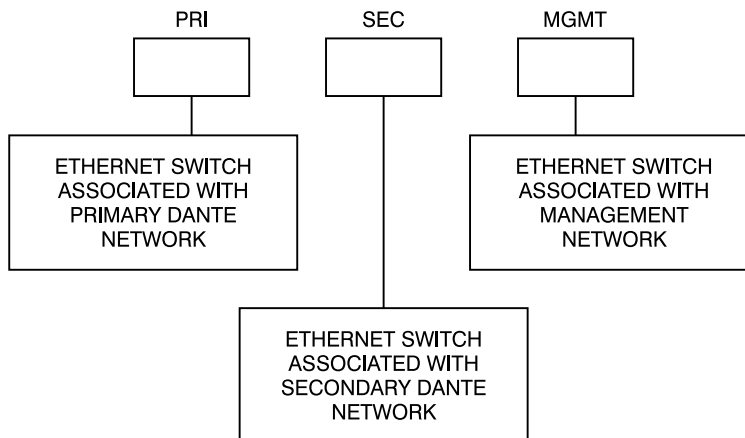 PRI
SEC
MGMT
ETHERNET SWITCH
ASSOCIATED WITH
PRIMARY DANTE
NETWORK
ETHERNET SWITCH
ASSOCIATED WITH
MANAGEMENT
NETWORK
ETHERNET SWITCH
ASSOCIATED WITH
SECONDARY DANTE
NETWORK